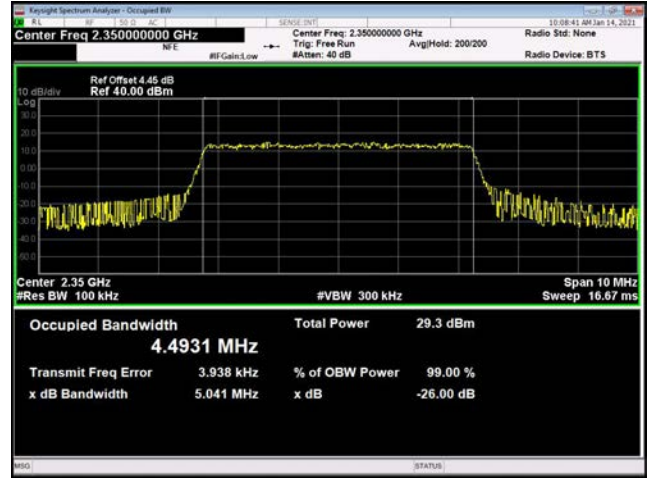 Keysight Spectrum Analyzer - Occupied BW
RL RF 50 Ω AC SENSE:INT 10:08:41 AM Jan 14, 2021
Center Freq 2.350000000 GHz Center Freq: 2.350000000 GHz Radio Std: None
NFE Trig: Free Run Avg|Hold: 200/200
#IFGain:Low #Atten: 40 dB Radio Device: BTS
Ref Offset 4.45 dB
10 dB/div Ref 40.00 dBm
Log
30.0
20.0
10.0
0.00
-10.0
-20.0
-30.0
-40.0
-50.0
Center 2.35 GHz Span 10 MHz
#Res BW 100 kHz #VBW 300 kHz Sweep 16.67 ms
Occupied Bandwidth Total Power 29.3 dBm
4.4931 MHz
Transmit Freq Error 3.938 kHz % of OBW Power 99.00 %
x dB Bandwidth 5.041 MHz x dB -26.00 dB
MSG STATUS